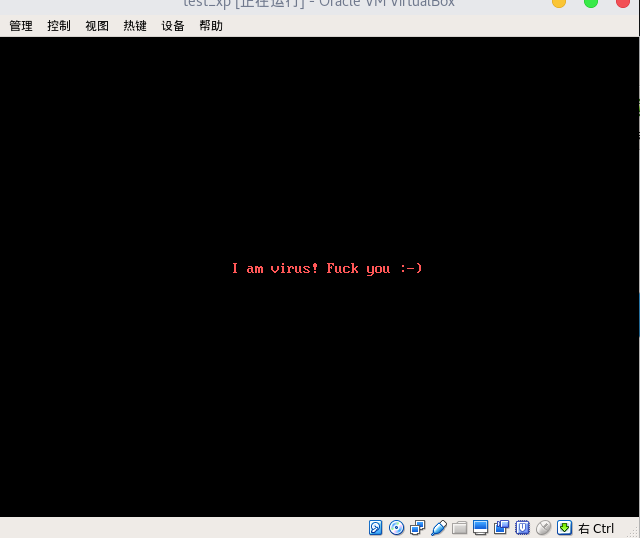 test_xp [正在运行] - Oracle VM VirtualBox
管理 控制 视图 热键 设备 帮助
I am virus! Fuck you :-)
右 Ctrl